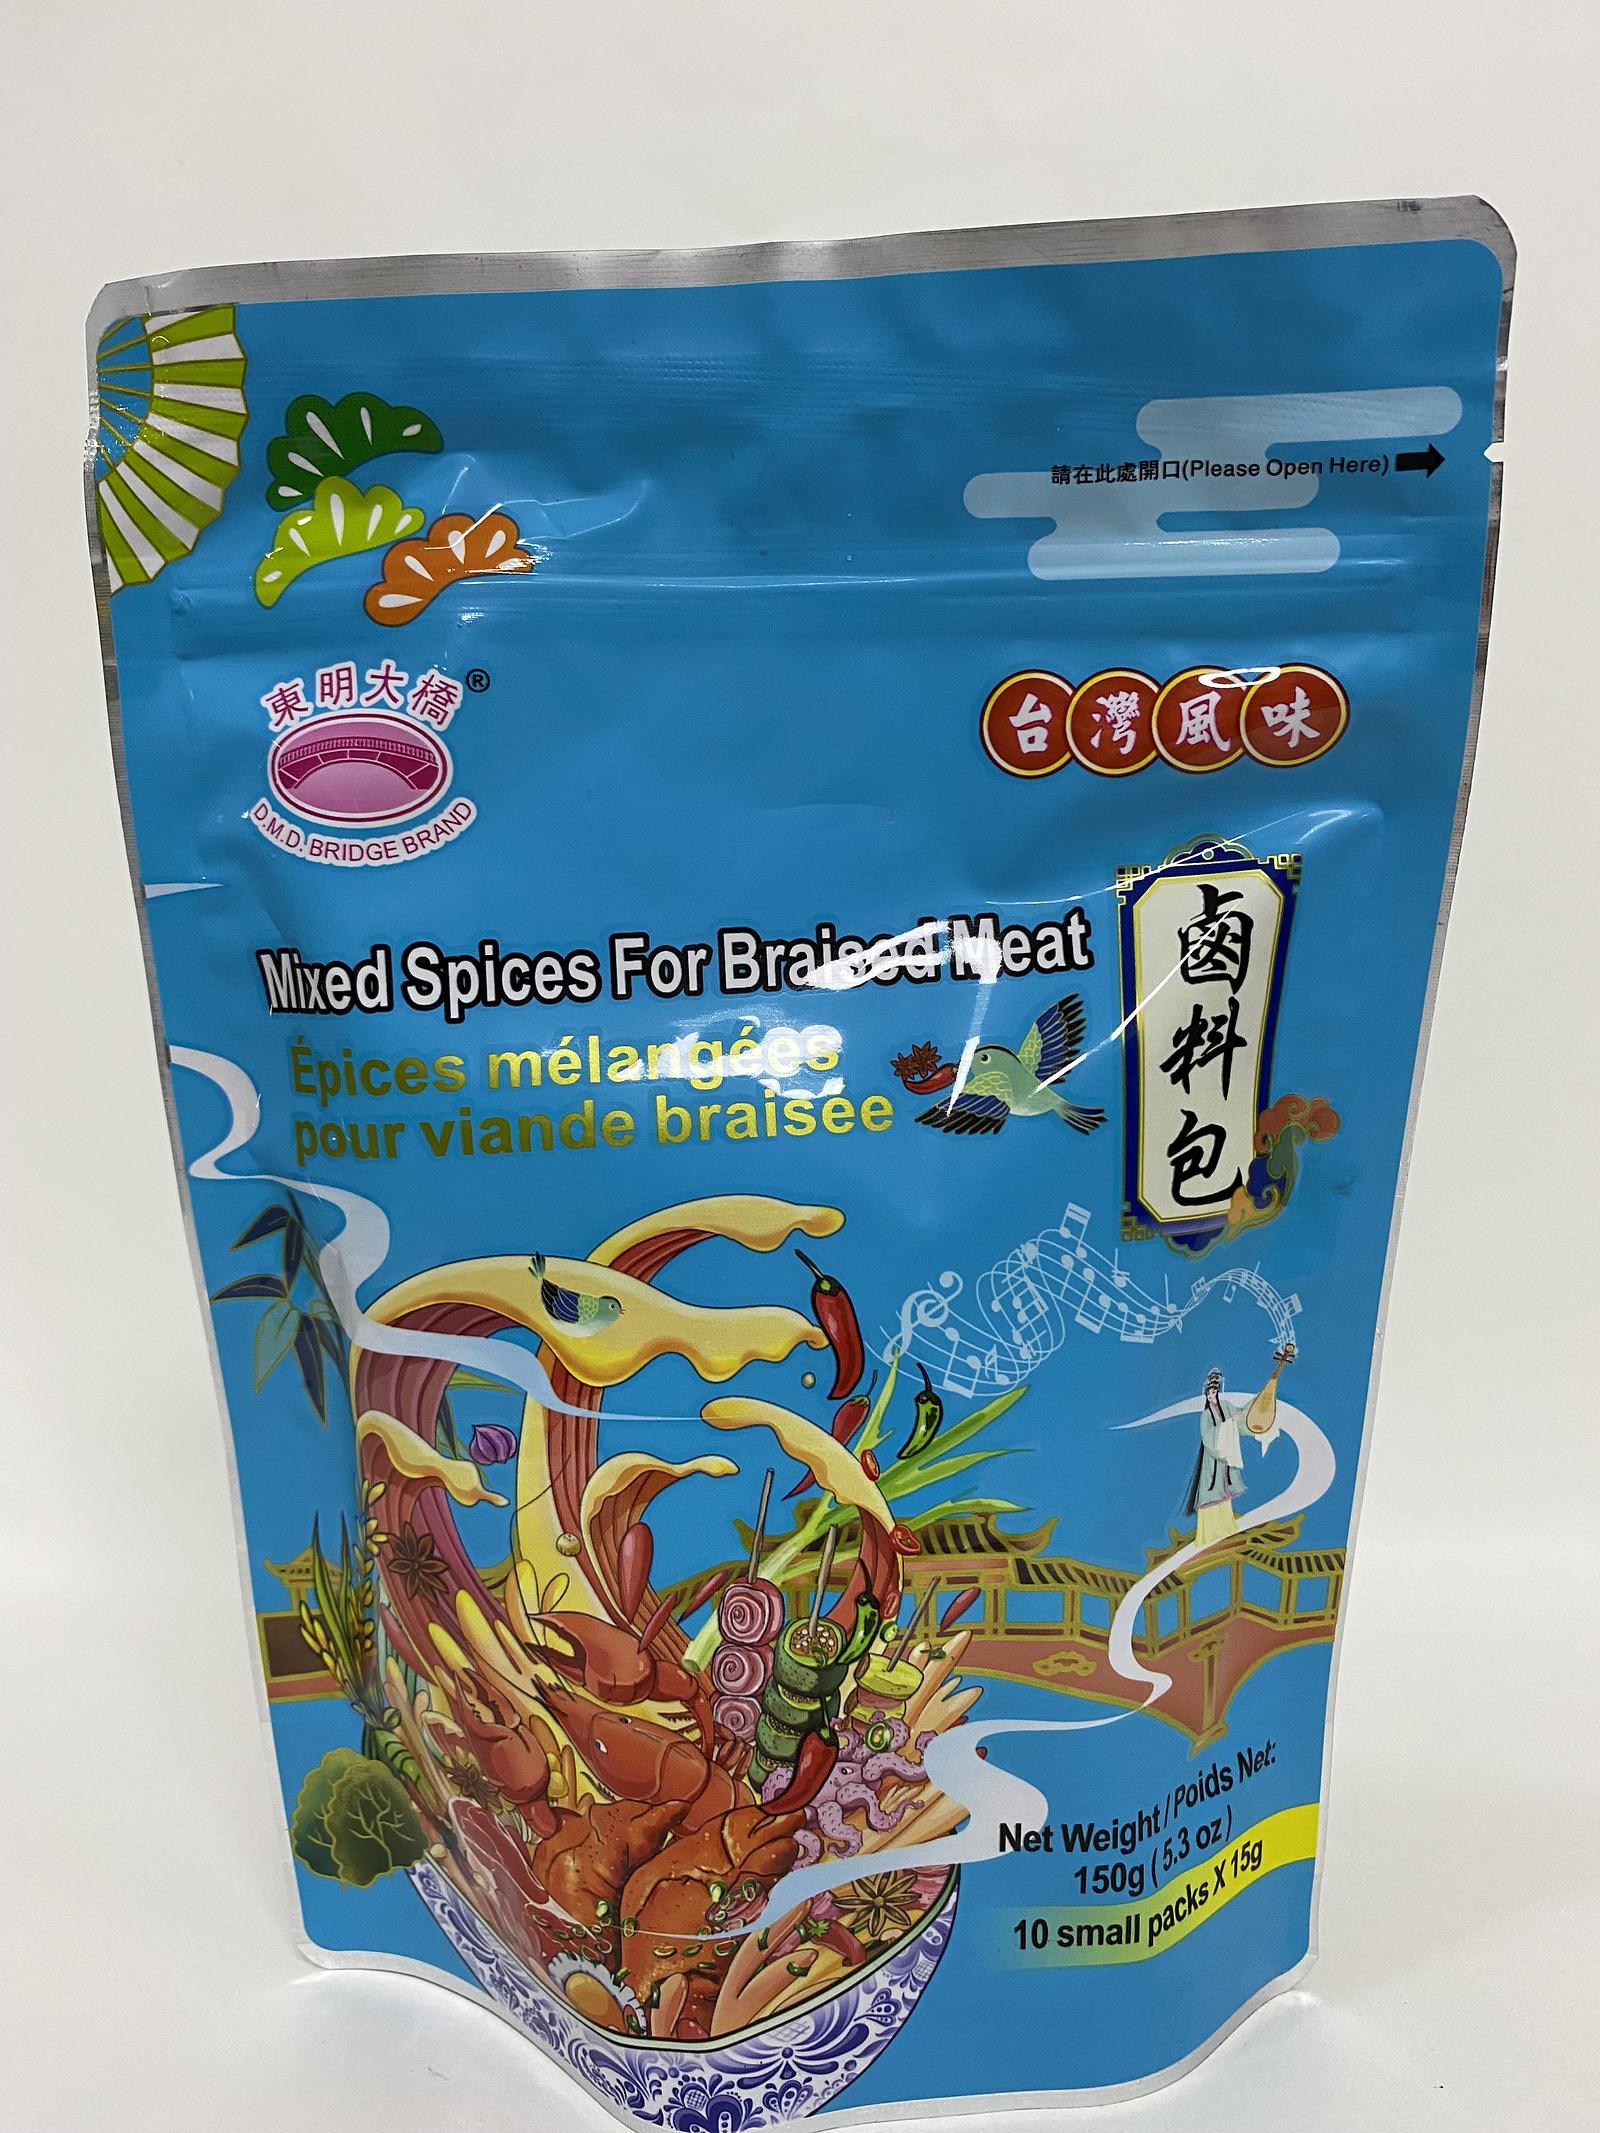 請在此處開口(Please Open Here)
東明大橋®
D.M.D. BRIDGE BRAND
台灣風味
Mixed Spices For Braised Meat
Épices mélangées
pour viande braisée
鹵料包
Net Weight/Poids Net:
150g (5.3 oz)
10 small packs X 15g